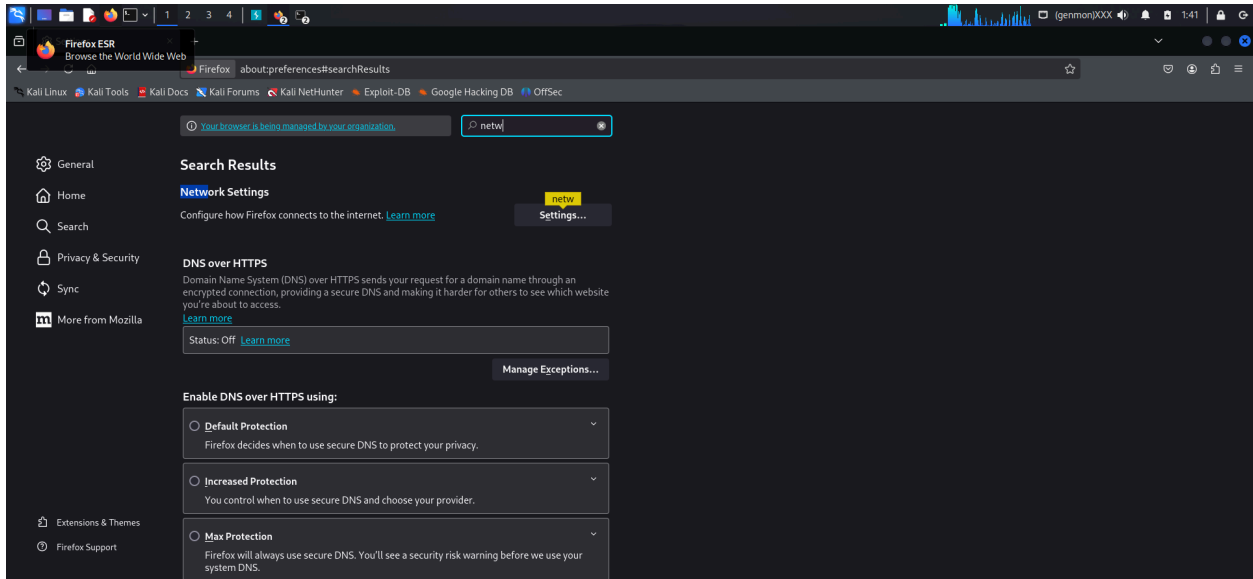 1 2 3 4 (genmon)XXX 1:41
Firefox ESR
Browse the World Wide Web
Firefox about:preferences#searchResults
Kali Linux Kali Tools Kali Docs Kali Forums Kali NetHunter Exploit-DB Google Hacking DB OffSec
Your browser is being managed by your organization. netw
General
Home
Search
Privacy & Security
Sync
More from Mozilla
Extensions & Themes
Firefox Support
Search Results
Network Settings
netw
Configure how Firefox connects to the internet. Learn more Settings...
DNS over HTTPS
Domain Name System (DNS) over HTTPS sends your request for a domain name through an
encrypted connection, providing a secure DNS and making it harder for others to see which website
you're about to access.
Learn more
Status: Off Learn more
Manage Exceptions...
Enable DNS over HTTPS using:
Default Protection
Firefox decides when to use secure DNS to protect your privacy.
Increased Protection
You control when to use secure DNS and choose your provider.
Max Protection
Firefox will always use secure DNS. You'll see a security risk warning before we use your
system DNS.